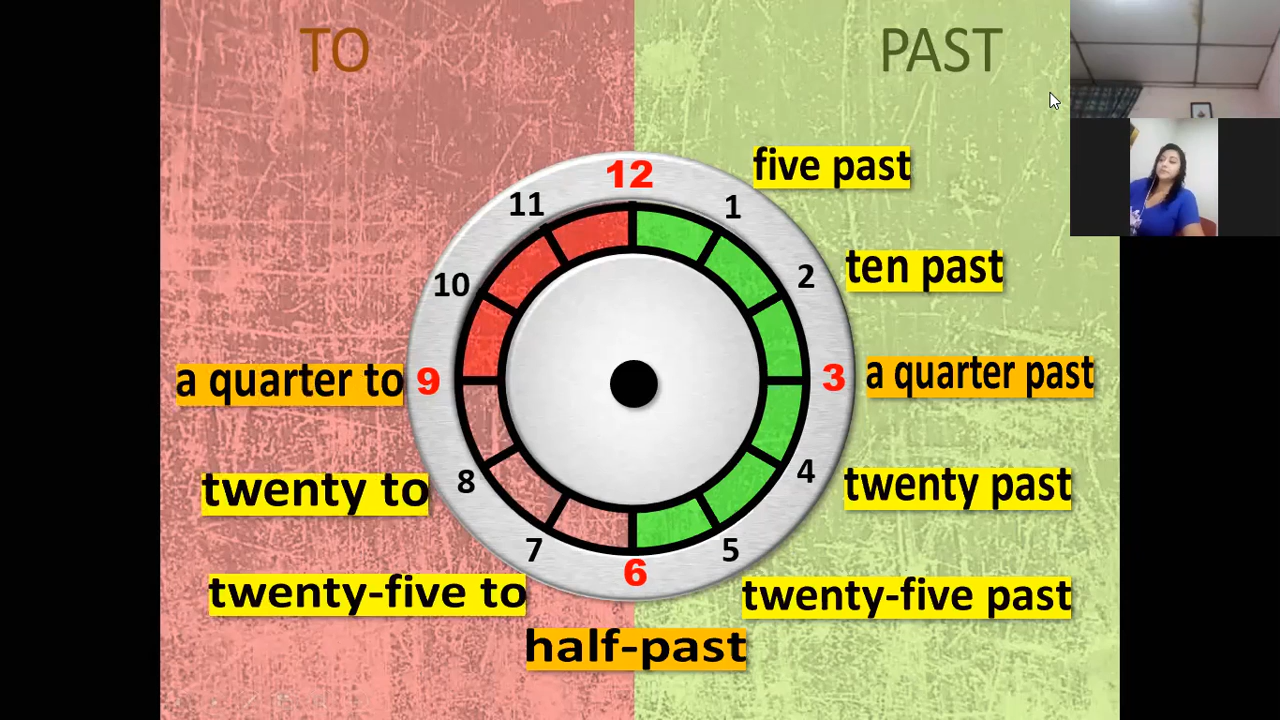 TO
PAST
five past
12
11
1
10
2
ten past
a quarter to
9
3
a quarter past
twenty to
8
4
twenty past
7
5
6
twenty-five to
twenty-five past
half-past